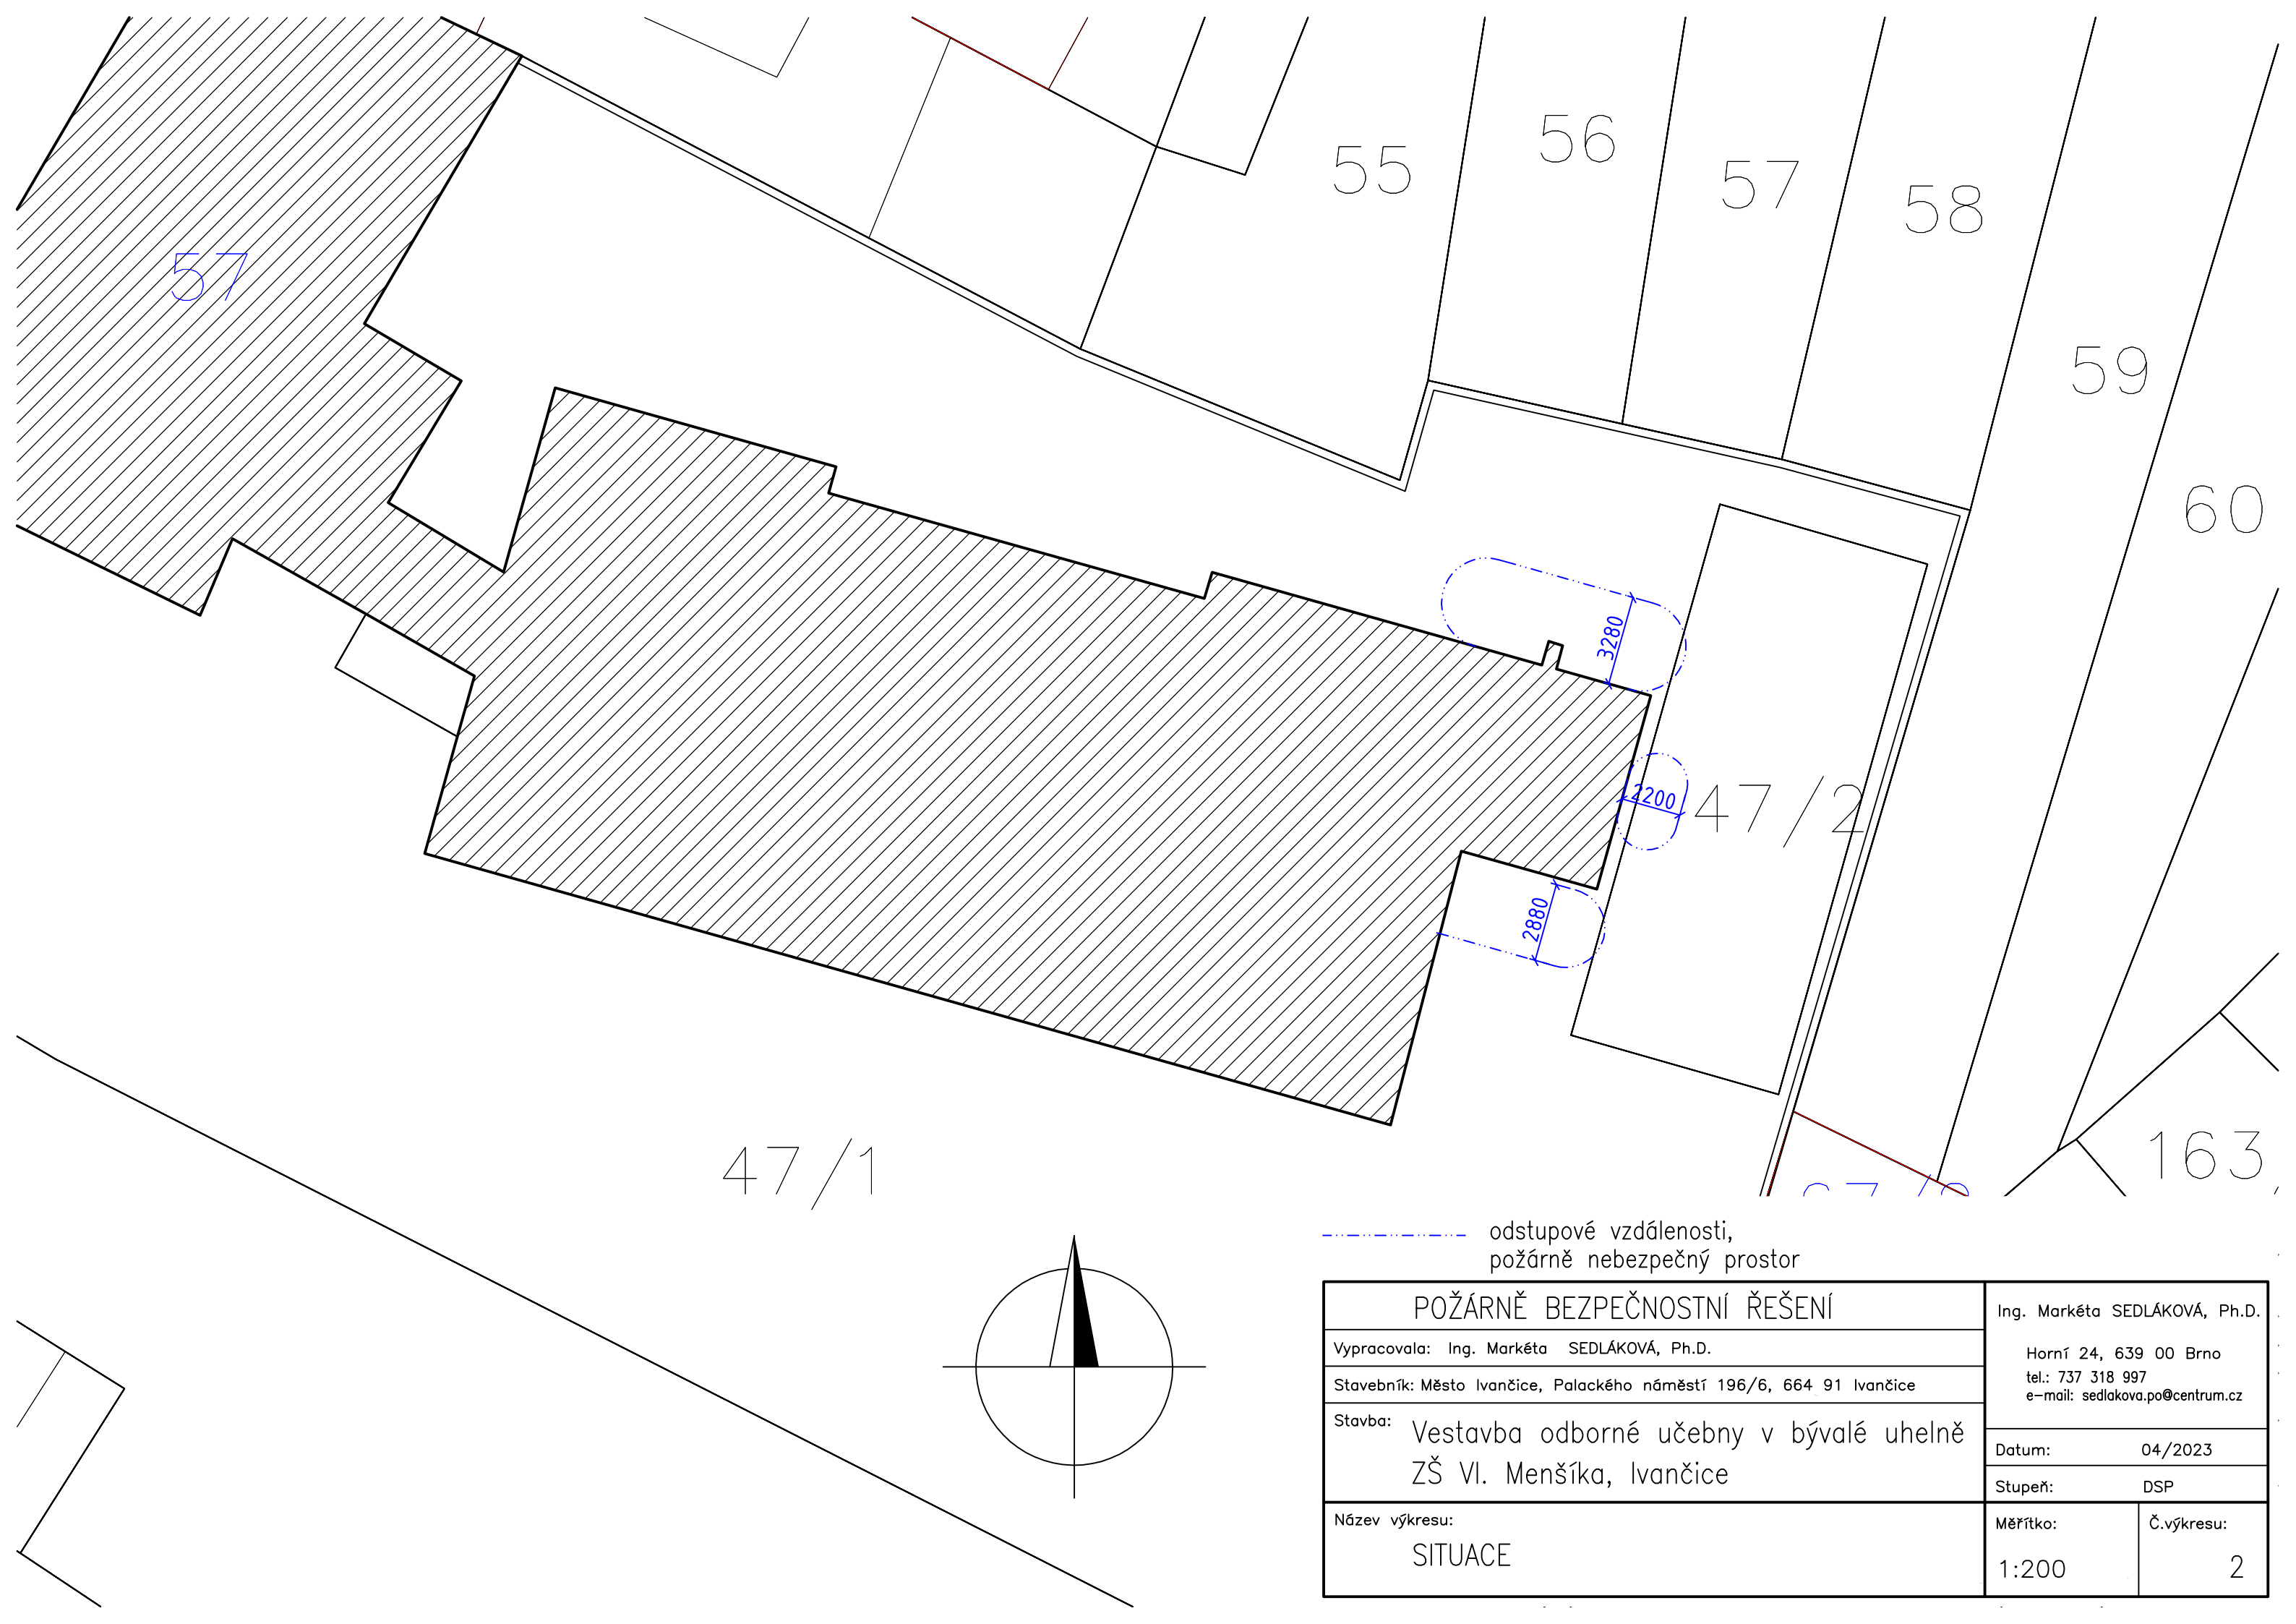 55
56
57
58
59
60
57
3280
2200
47/2
2880
47/1
163
odstupové vzdálenosti,
požárně nebezpečný prostor
POŽÁRNĚ BEZPEČNOSTNÍ ŘEŠENÍ
Vypracovala: Ing. Markéta SEDLÁKOVÁ, Ph.D.
Stavebník: Město Ivančice, Palackého náměstí 196/6, 664 91 Ivančice
Stavba: Vestavba odborné učebny v bývalé uhelně
ZŠ Vl. Menšíka, Ivančice
Název výkresu:
SITUACE
Ing. Markéta SEDLÁKOVÁ, Ph.D.
Horní 24, 639 00 Brno
tel.: 737 318 997
e-mail: sedlakova.po@centrum.cz
Datum: 04/2023
Stupeň: DSP
Měřítko:
1:200
Č.výkresu:
2